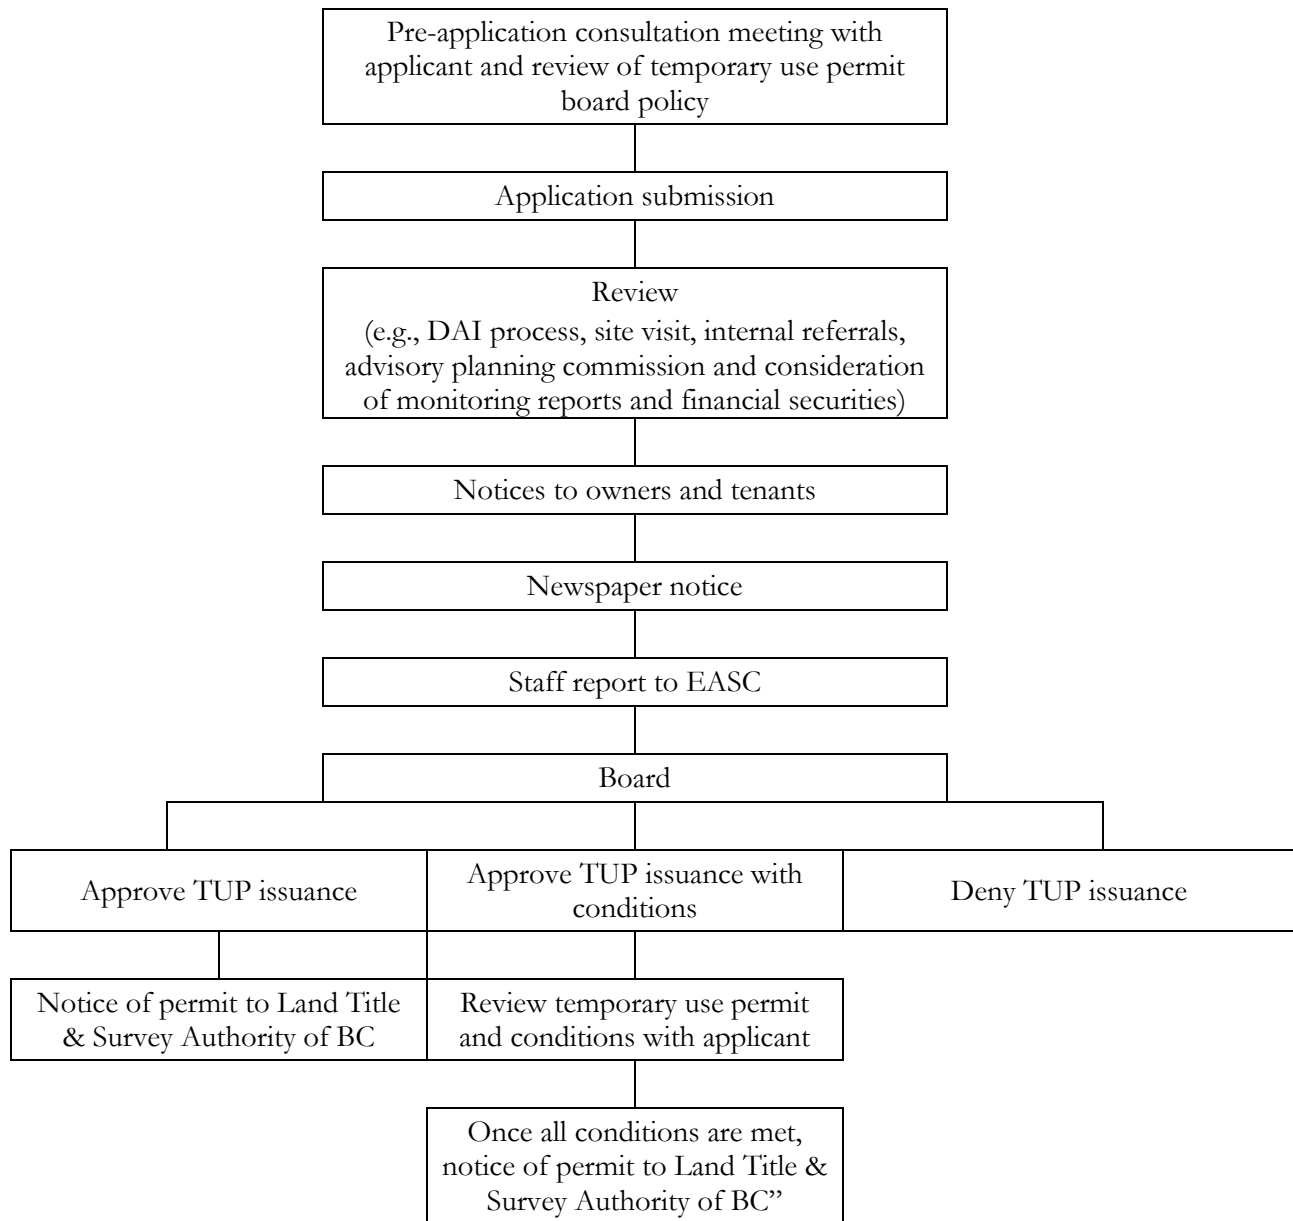 Pre-application consultation meeting with
applicant and review of temporary use permit
board policy
Application submission
Review
(e.g., DAI process, site visit, internal referrals,
advisory planning commission and consideration
of monitoring reports and financial securities)
Notices to owners and tenants
Newspaper notice
Staff report to EASC
Board
Approve TUP issuance
Approve TUP issuance with
conditions
Deny TUP issuance
Notice of permit to Land Title
& Survey Authority of BC
Review temporary use permit
and conditions with applicant
Once all conditions are met,
notice of permit to Land Title &
Survey Authority of BC”